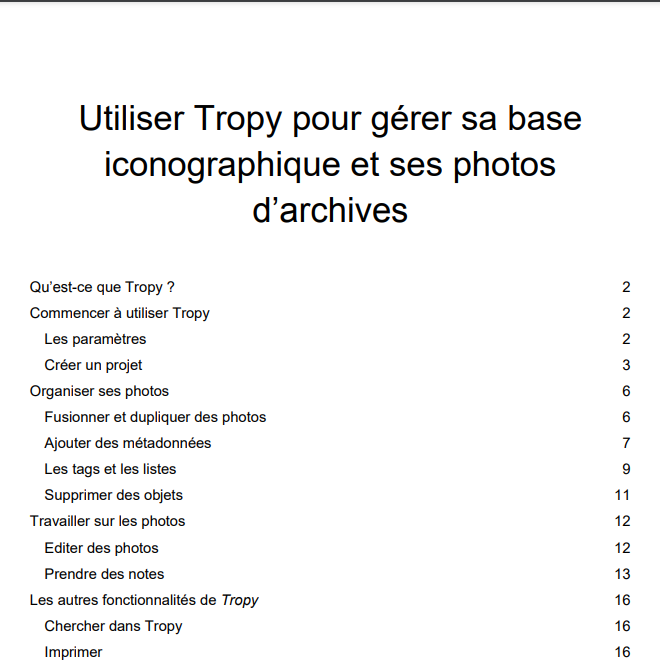 Utiliser Tropy pour gérer sa base
iconographique et ses photos
d’archives
Qu’est-ce que Tropy ? 2
Commencer à utiliser Tropy 2
Les paramètres 2
Créer un projet 3
Organiser ses photos 6
Fusionner et dupliquer des photos 6
Ajouter des métadonnées 7
Les tags et les listes 9
Supprimer des objets 11
Travailler sur les photos 12
Editer des photos 12
Prendre des notes 13
Les autres fonctionnalités de Tropy 16
Chercher dans Tropy 16
Imprimer 16